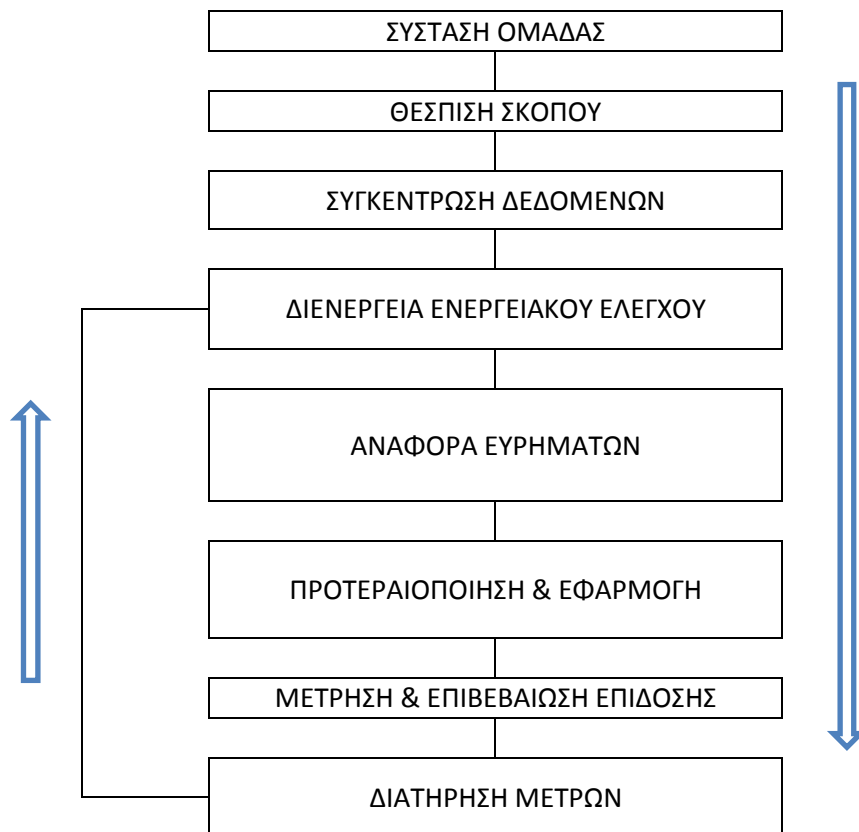 ΣΥΣΤΑΣΗ ΟΜΑΔΑΣ
ΘΕΣΠΙΣΗ ΣΚΟΠΟΥ
ΣΥΓΚΕΝΤΡΩΣΗ ΔΕΔΟΜΕΝΩΝ
ΔΙΕΝΕΡΓΕΙΑ ΕΝΕΡΓΕΙΑΚΟΥ ΕΛΕΓΧΟΥ
ΑΝΑΦΟΡΑ ΕΥΡΗΜΑΤΩΝ
ΠΡΟΤΕΡΑΙΟΠΟΙΗΣΗ & ΕΦΑΡΜΟΓΗ
ΜΕΤΡΗΣΗ & ΕΠΙΒΕΒΑΙΩΣΗ ΕΠΙΔΟΣΗΣ
ΔΙΑΤΗΡΗΣΗ ΜΕΤΡΩΝ